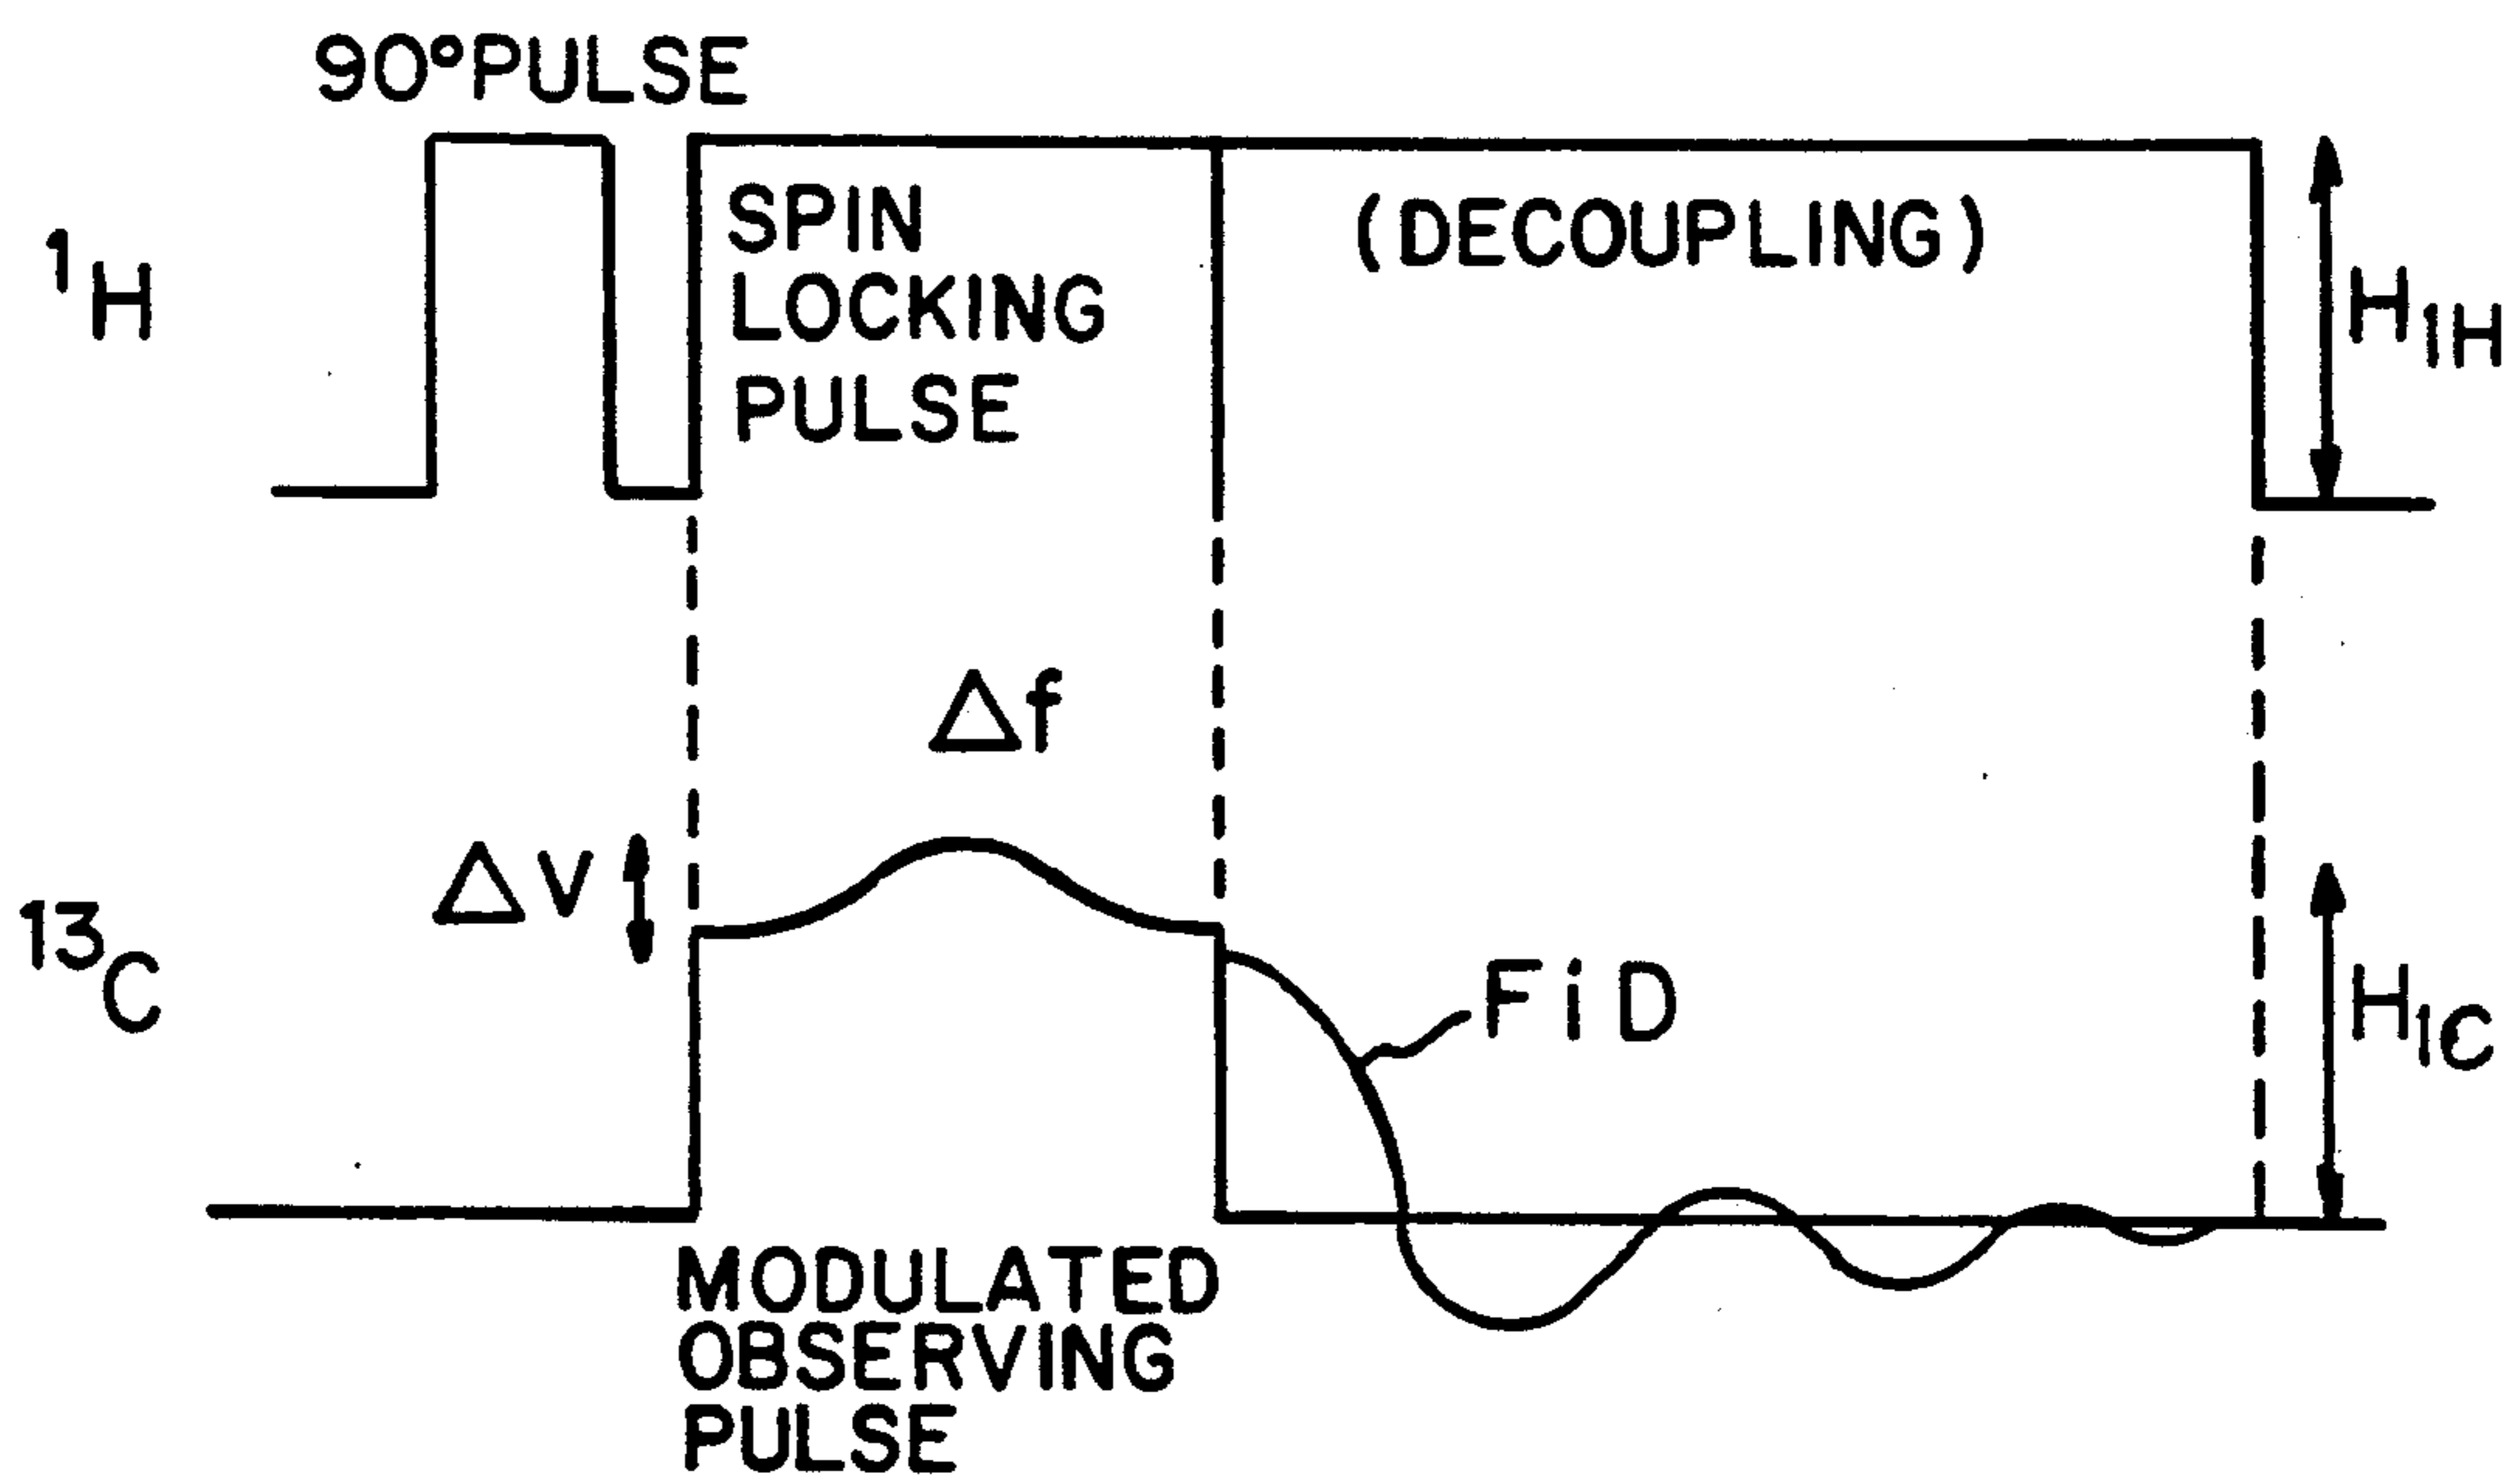 90°PULSE
¹H
SPIN
LOCKING
PULSE
(DECOUPLING)
H₁H
Δf
ΔV
¹³C
FiD
H₁C
MODULATED
OBSERVING
PULSE